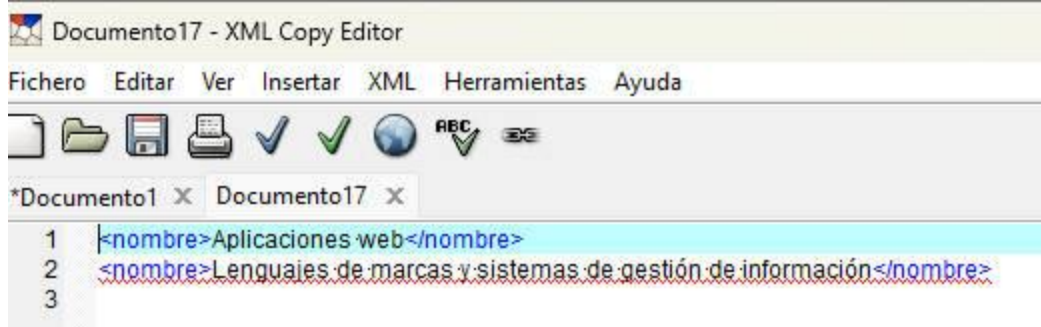 Documento17 - XML Copy Editor
Fichero Editar Ver Insertar XML Herramientas Ayuda
ABC
*Documento1 X Documento17 X
1 <nombre>Aplicaciones·web</nombre>
2 <nombre>Lenguajes·de·marcas·y·sistemas·de·gestión·de·información</nombre>
3